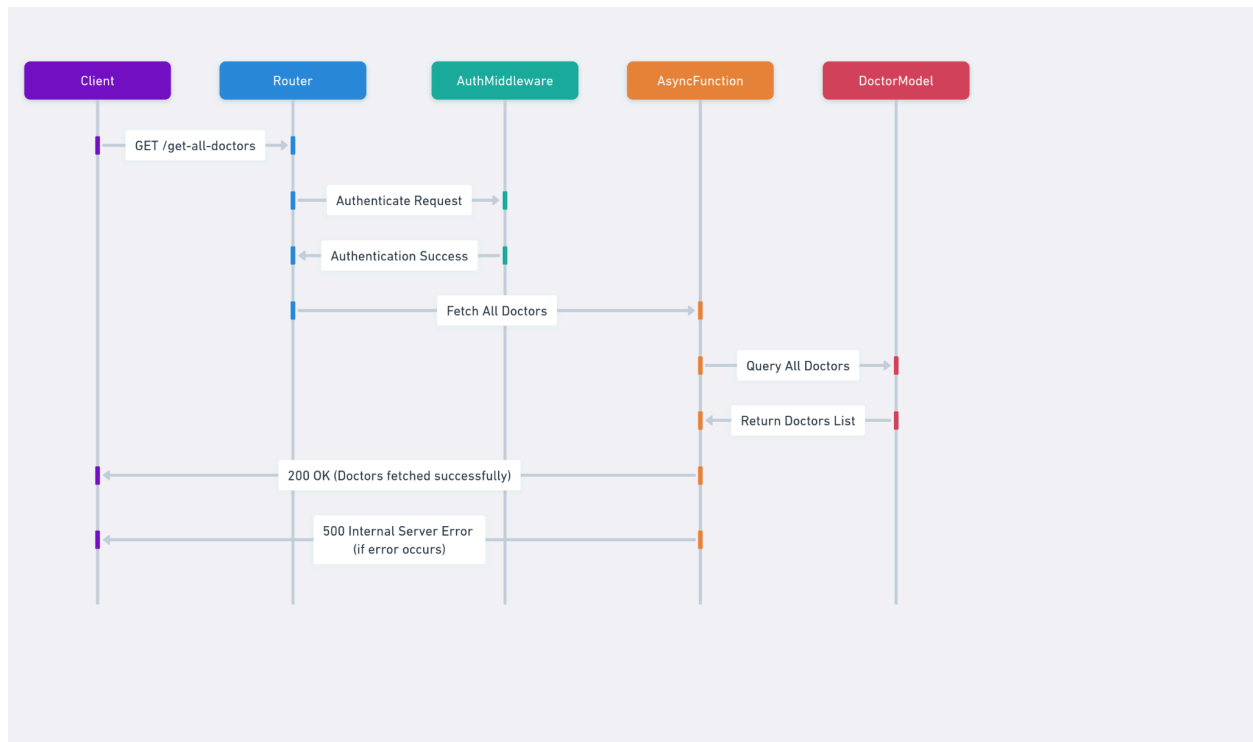 Client
Router
AuthMiddleware
AsyncFunction
DoctorModel
GET /get-all-doctors
Authenticate Request
Authentication Success
Fetch All Doctors
Query All Doctors
Return Doctors List
200 OK (Doctors fetched successfully)
500 Internal Server Error
(if error occurs)